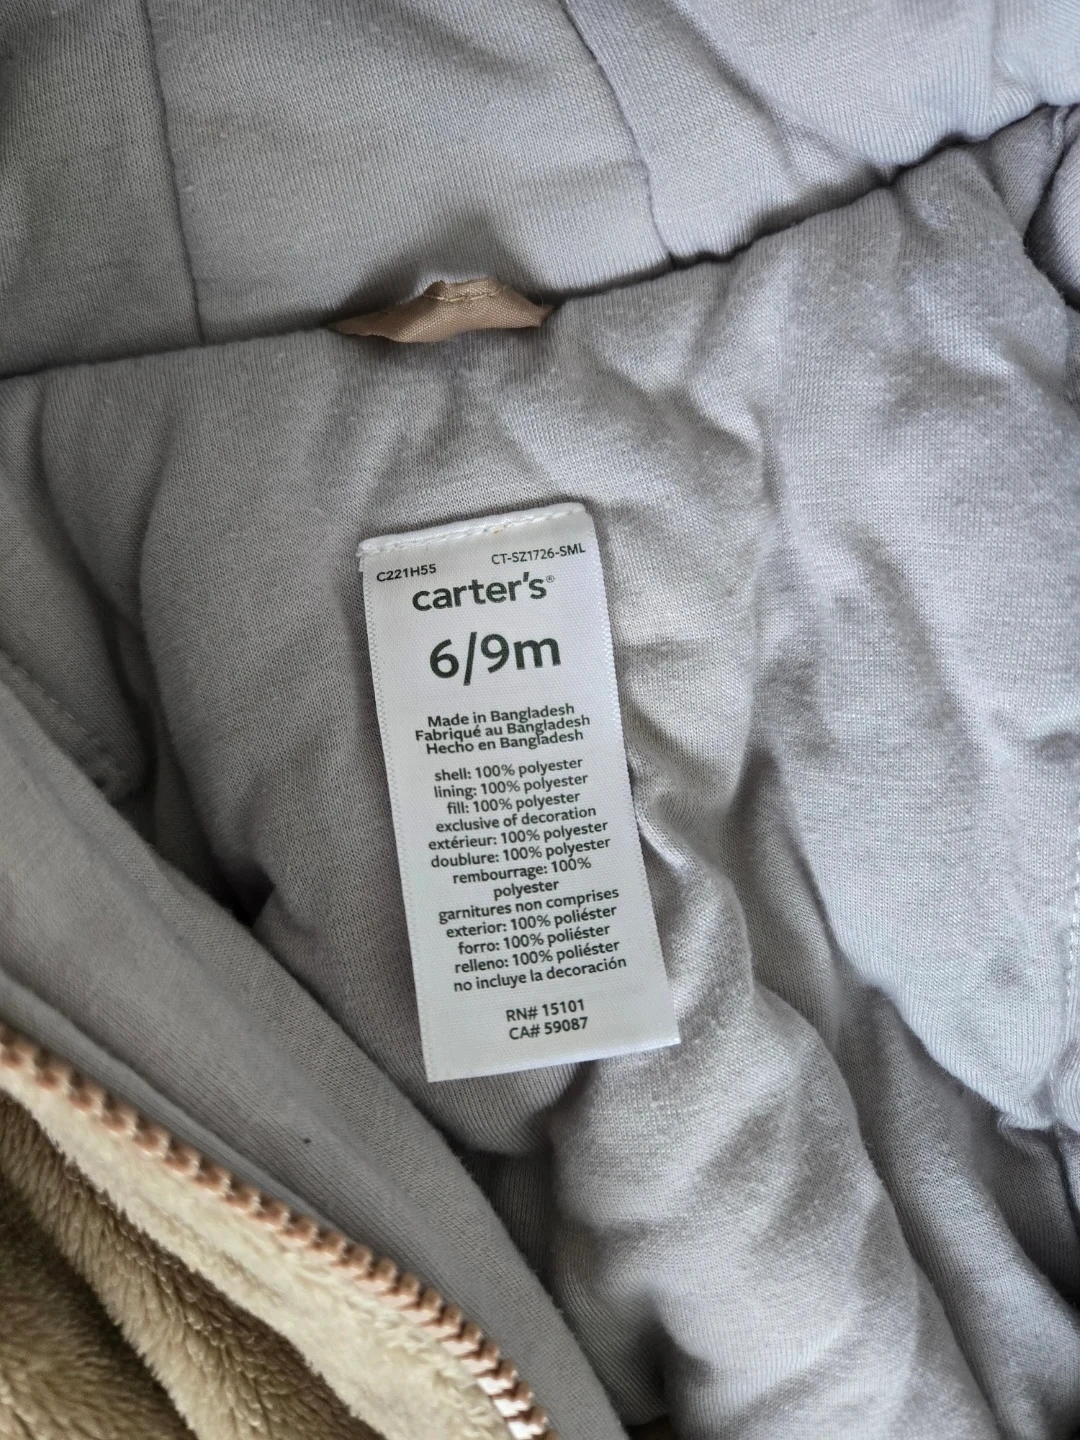 C221H55 CT-SZ1726-SML
carter's®
6/9m
Made in Bangladesh
Fabriqué au Bangladesh
Hecho en Bangladesh
shell: 100% polyester
lining: 100% polyester
fill: 100% polyester
exclusive of decoration
extérieur: 100% polyester
doublure: 100% polyester
rembourrage: 100%
polyester
garnitures non comprises
exterior: 100% poliéster
forro: 100% poliéster
relleno: 100% poliéster
no incluye la decoración
RN# 15101
CA# 59087